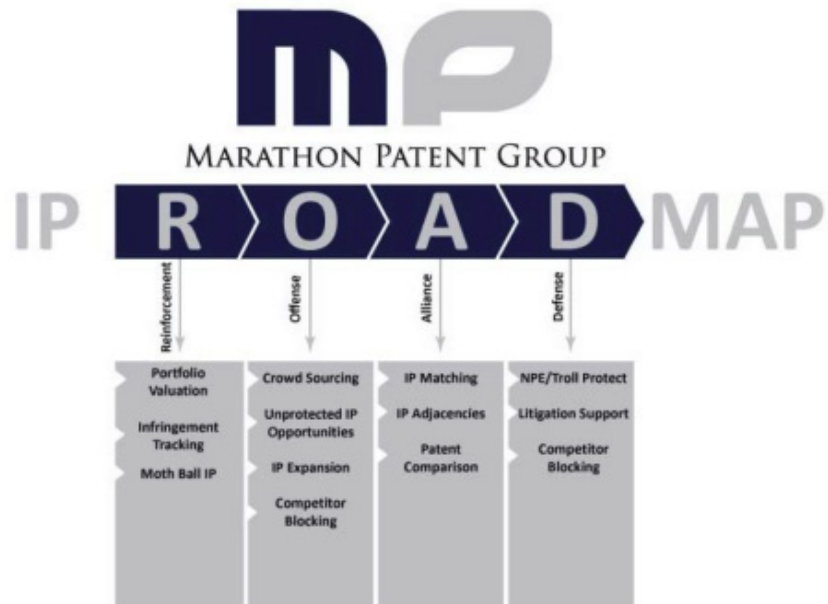 mp
MARATHON PATENT GROUP
IP ROAD MAP
Reinforcement
Offense
Alliance
Defense
Portfolio
Valuation
Infringement
Tracking
Moth Ball IP
Crowd Sourcing
Unprotected IP
Opportunities
IP Expansion
Competitor
Blocking
IP Matching
IP Adjacencies
Patent
Comparison
NPE/Troll Protect
Litigation Support
Competitor
Blocking